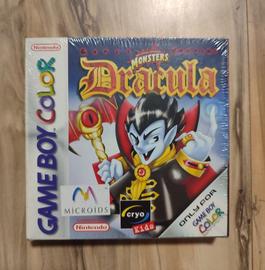 Nintendo
MONSTERS
Dracula
GAME BOY COLOR
MICROIDS
cryo
Kids
Nintendo
ONLY FOR
GAME BOY
COLOR